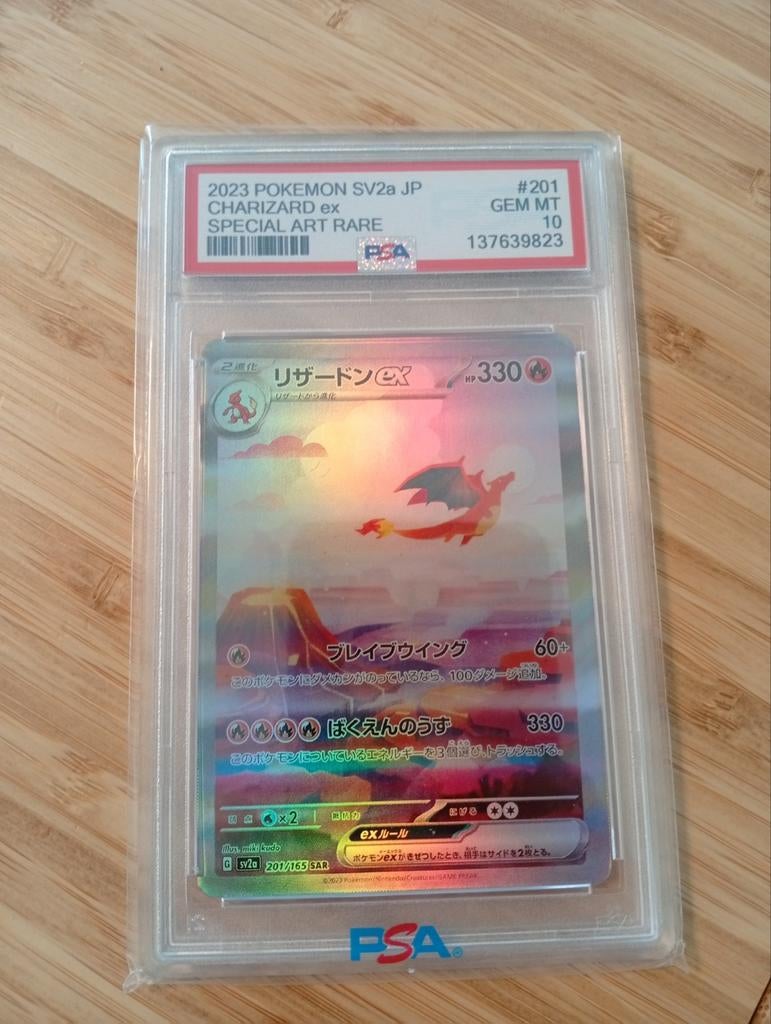 2023 POKEMON SV2a JP #201
CHARIZARD ex GEM MT
SPECIAL ART RARE 10
PSA 137639823
2進化 リザードンex HP 330
リザードから進化
ブレイブウイング 60+
このポケモンにダメカンがのっているなら、100ダメージ追加。
ばくえんのうず 330
このポケモンについているエネルギーを3個選び、トラッシュする。
弱点 ×2 抵抗力 にげる
exルール
ポケモンexがきぜつしたとき、相手はサイドを2枚とる。
illus. miki kudo
G sv2a 201/165 SAR
©2023 Pokémon/Nintendo/Creatures/GAME FREAK.
PSA